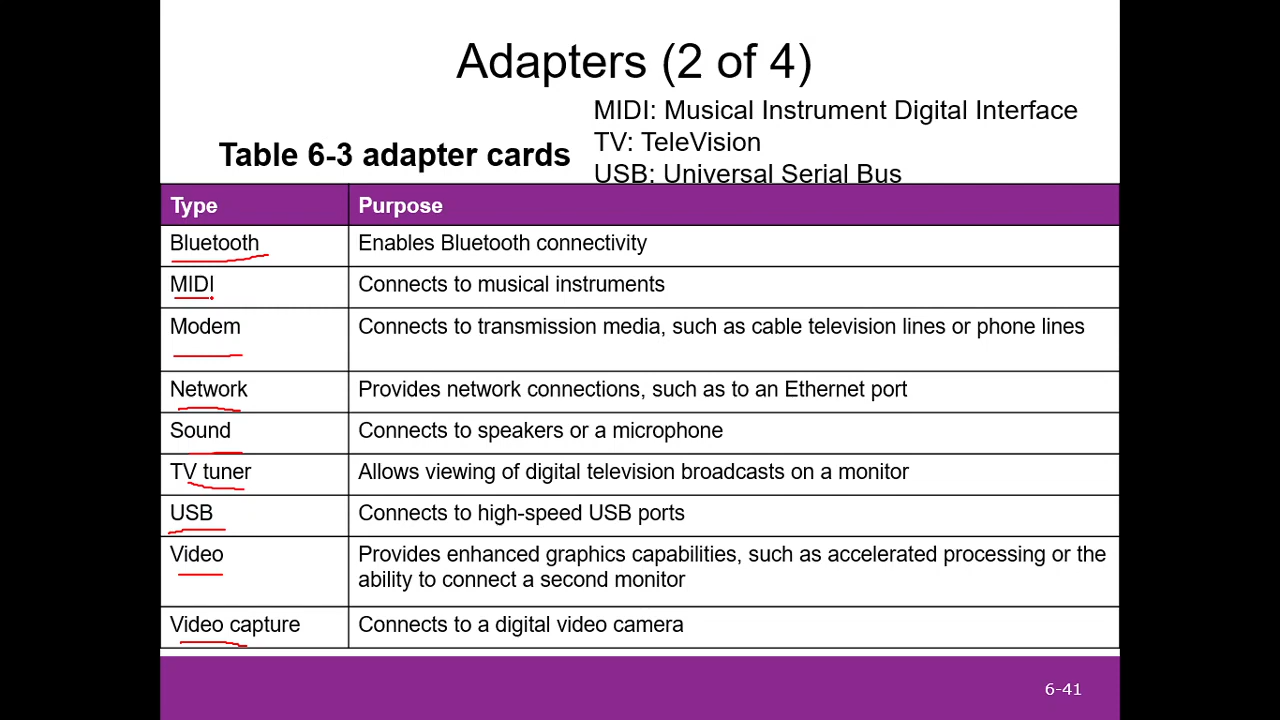 Adapters (2 of 4)
MIDI: Musical Instrument Digital Interface
TV: TeleVision
USB: Universal Serial Bus
Table 6-3 adapter cards
Type Purpose
Bluetooth Enables Bluetooth connectivity
MIDI Connects to musical instruments
Modem Connects to transmission media, such as cable television lines or phone lines
Network Provides network connections, such as to an Ethernet port
Sound Connects to speakers or a microphone
TV tuner Allows viewing of digital television broadcasts on a monitor
USB Connects to high-speed USB ports
Video Provides enhanced graphics capabilities, such as accelerated processing or the
ability to connect a second monitor
Video capture Connects to a digital video camera
6-41